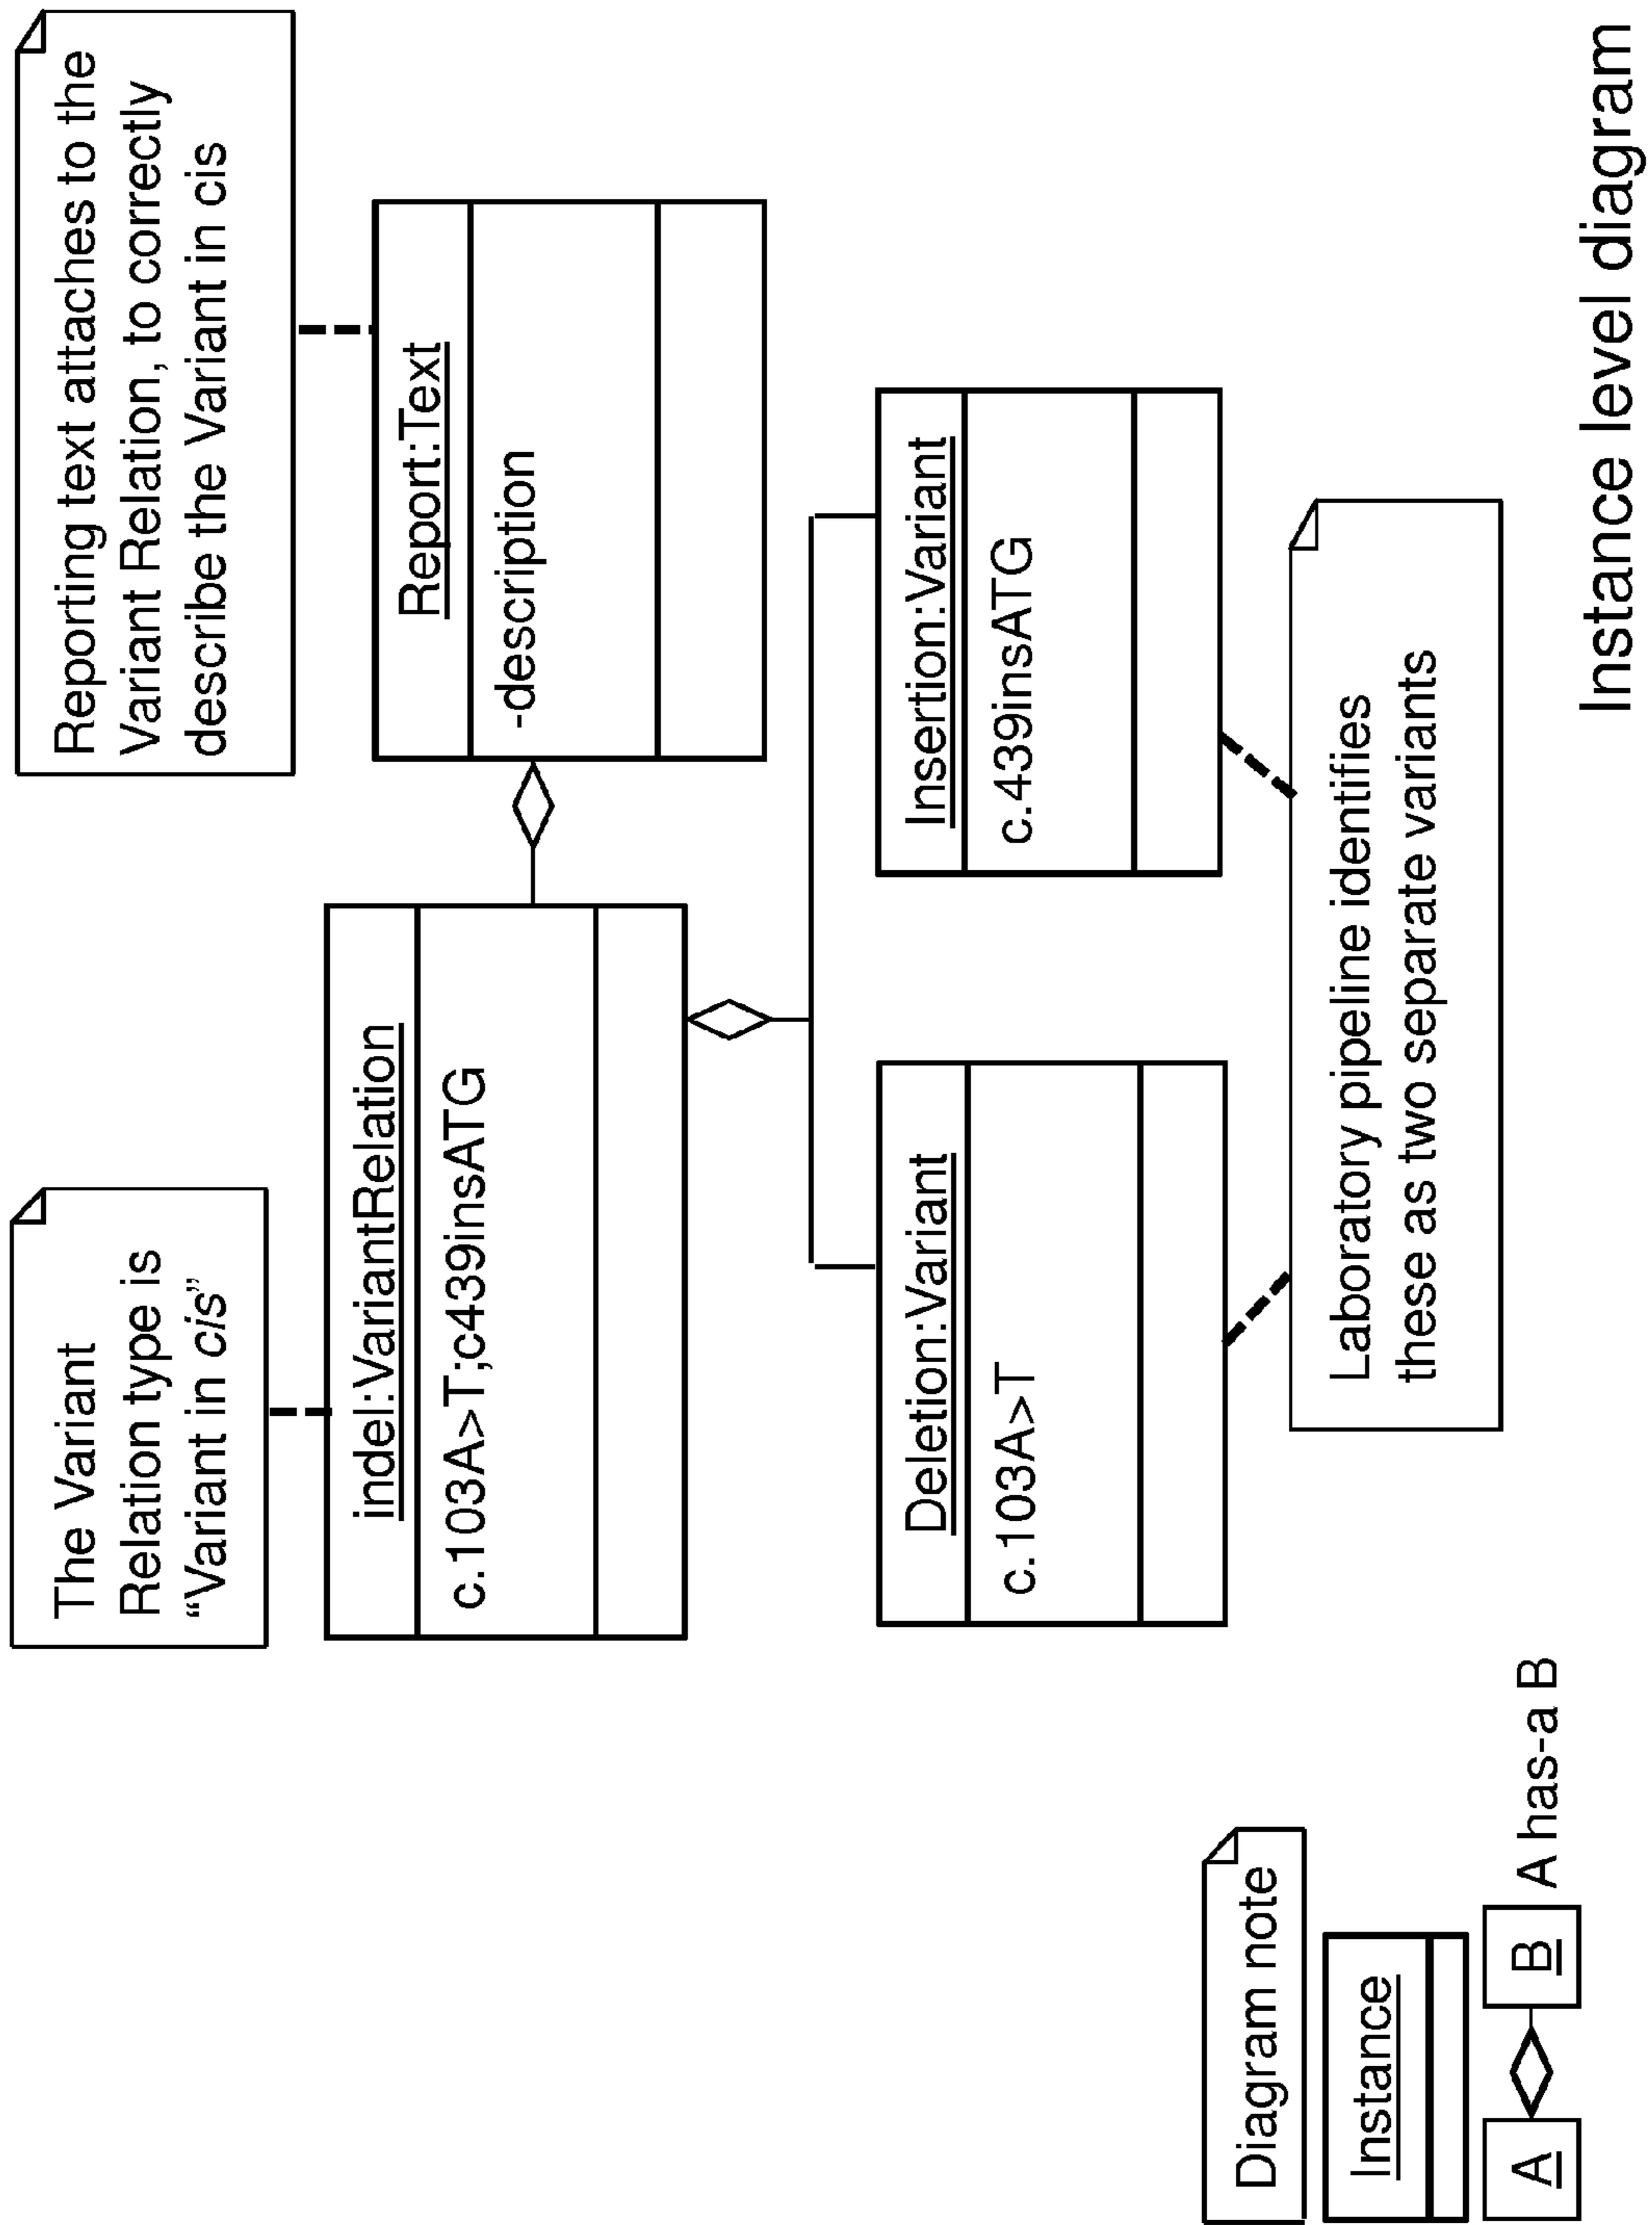 The Variant
Relation type is
“Variant in cis”
Reporting text attaches to the
Variant Relation, to correctly
describe the Variant in cis
indel:VariantRelation
c.103A>T;c439insATG
Report:Text
-description
Deletion:Variant
c.103A>T
Insertion:Variant
c.439insATG
Laboratory pipeline identifies
these as two separate variants
Diagram note
Instance
A
B
A has-a B
Instance level diagram